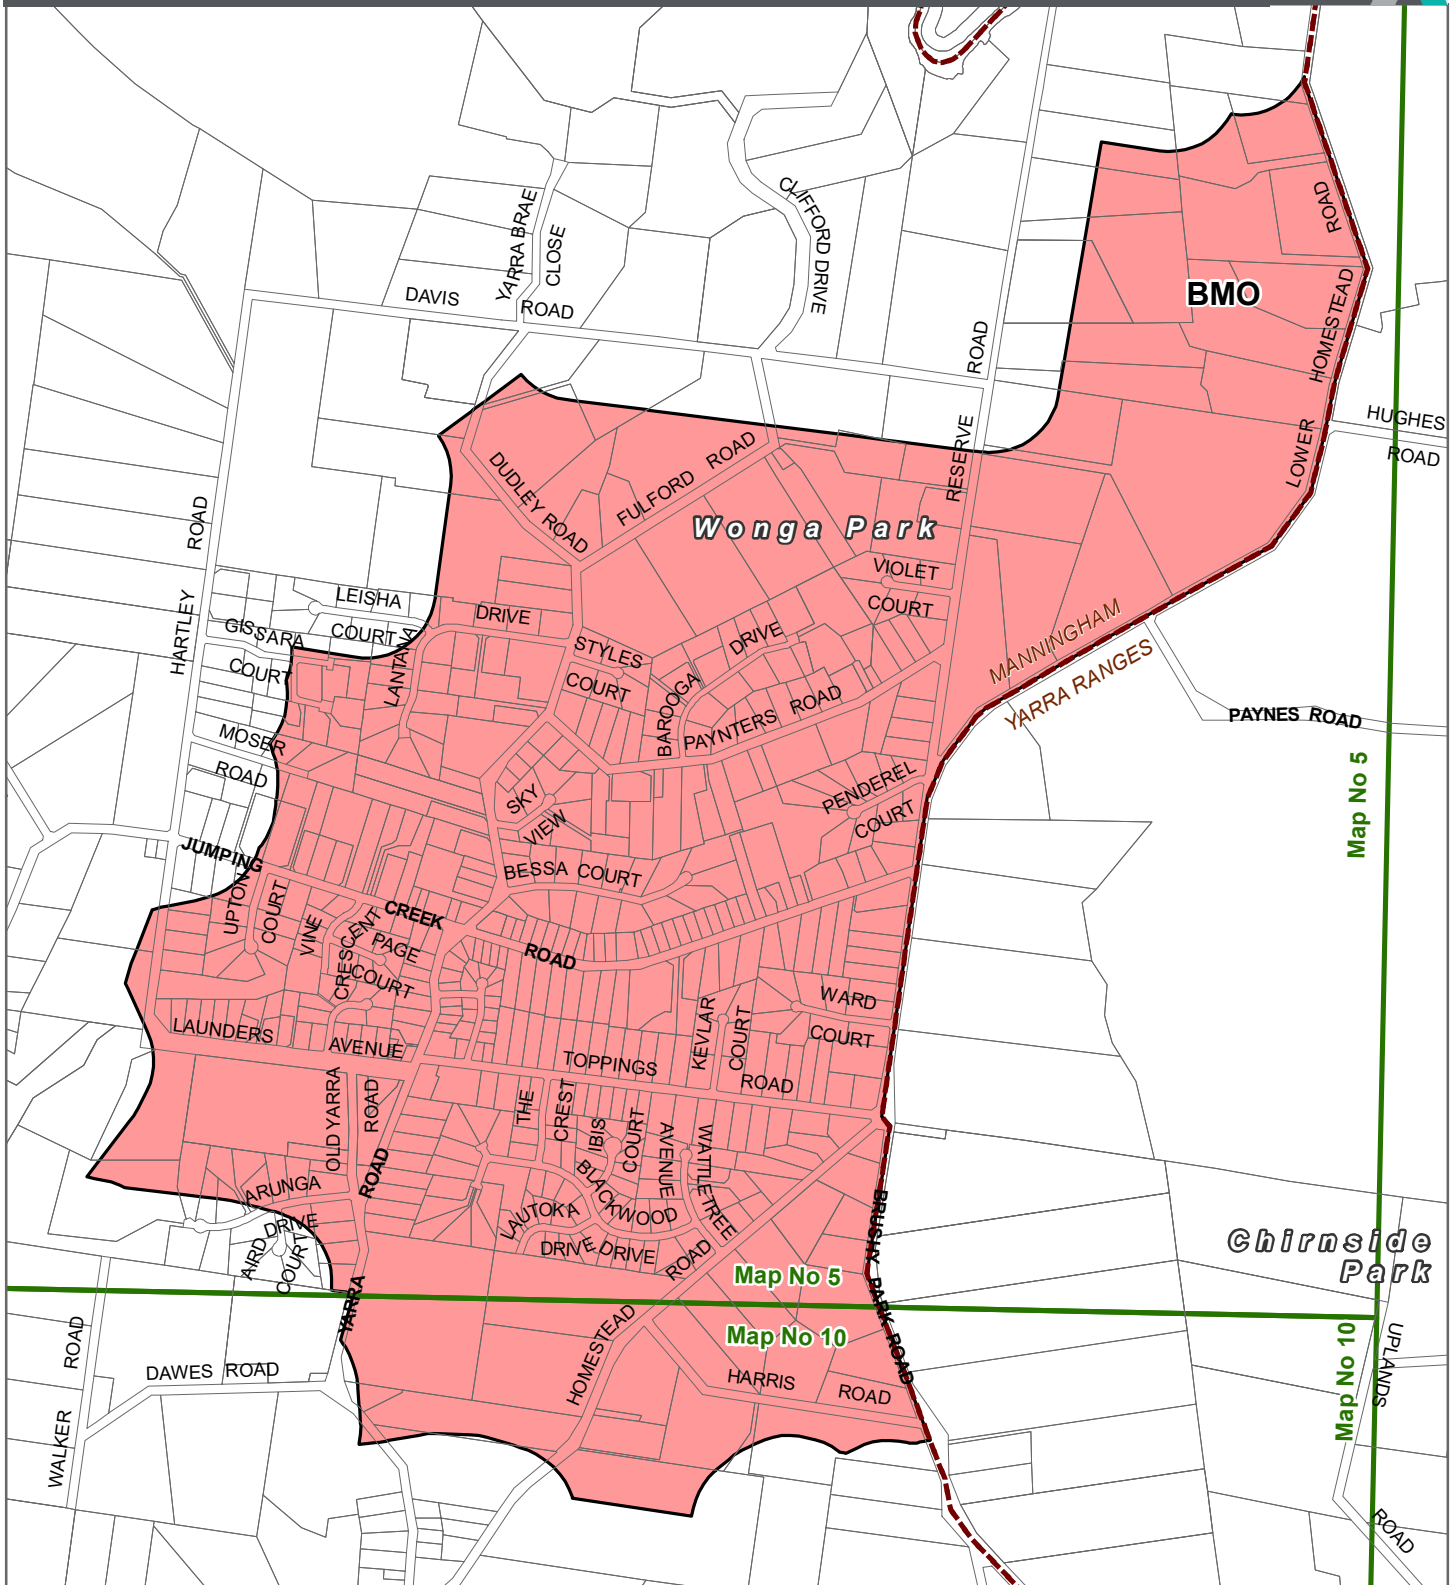 ROAD
YARRA BRAE
CLOSE
CLIFFORD DRIVE
DAVIS
ROAD
BMO
HOMESTEAD
LOWER
ROAD
RESERVE
HUGHES
ROAD
DUDLEY ROAD
FULFORD ROAD
Wonga Park
ROAD
HARTLEY
VIOLET
COURT
LEISHA
COURT
GISSARA
COURT
LANTANA
DRIVE
STYLES
COURT
BAROOGA
DRIVE
PAYNTERS ROAD
MANNINGHAM
YARRA RANGES
PAYNES ROAD
MOSER
ROAD
Map No 5
SKY
VIEW
PENDEREL
COURT
JUMPING
CREEK
ROAD
BESSA COURT
UPTON
COURT
VINE
CRESCENT
PAGE
COURT
WARD
COURT
KEVLAR
COURT
LAUNDERS
AVENUE
TOPPINGS
ROAD
OLD YARRA
ROAD
THE
CREST
IBIS
COURT
AVENUE
WATTLETREE
BLACKWOOD
DRIVE
LAUTOKA
DRIVE
ARUNGA
DRIVE
AIRD
COURT
ROAD
YARRA
ROAD
HOMESTEAD
BRUSHY PARK ROAD
Map No 5
Map No 10
Chirnside
Park
ROAD
WALKER
DAWES ROAD
HARRIS
ROAD
Map No 10
UPLANDS
ROAD